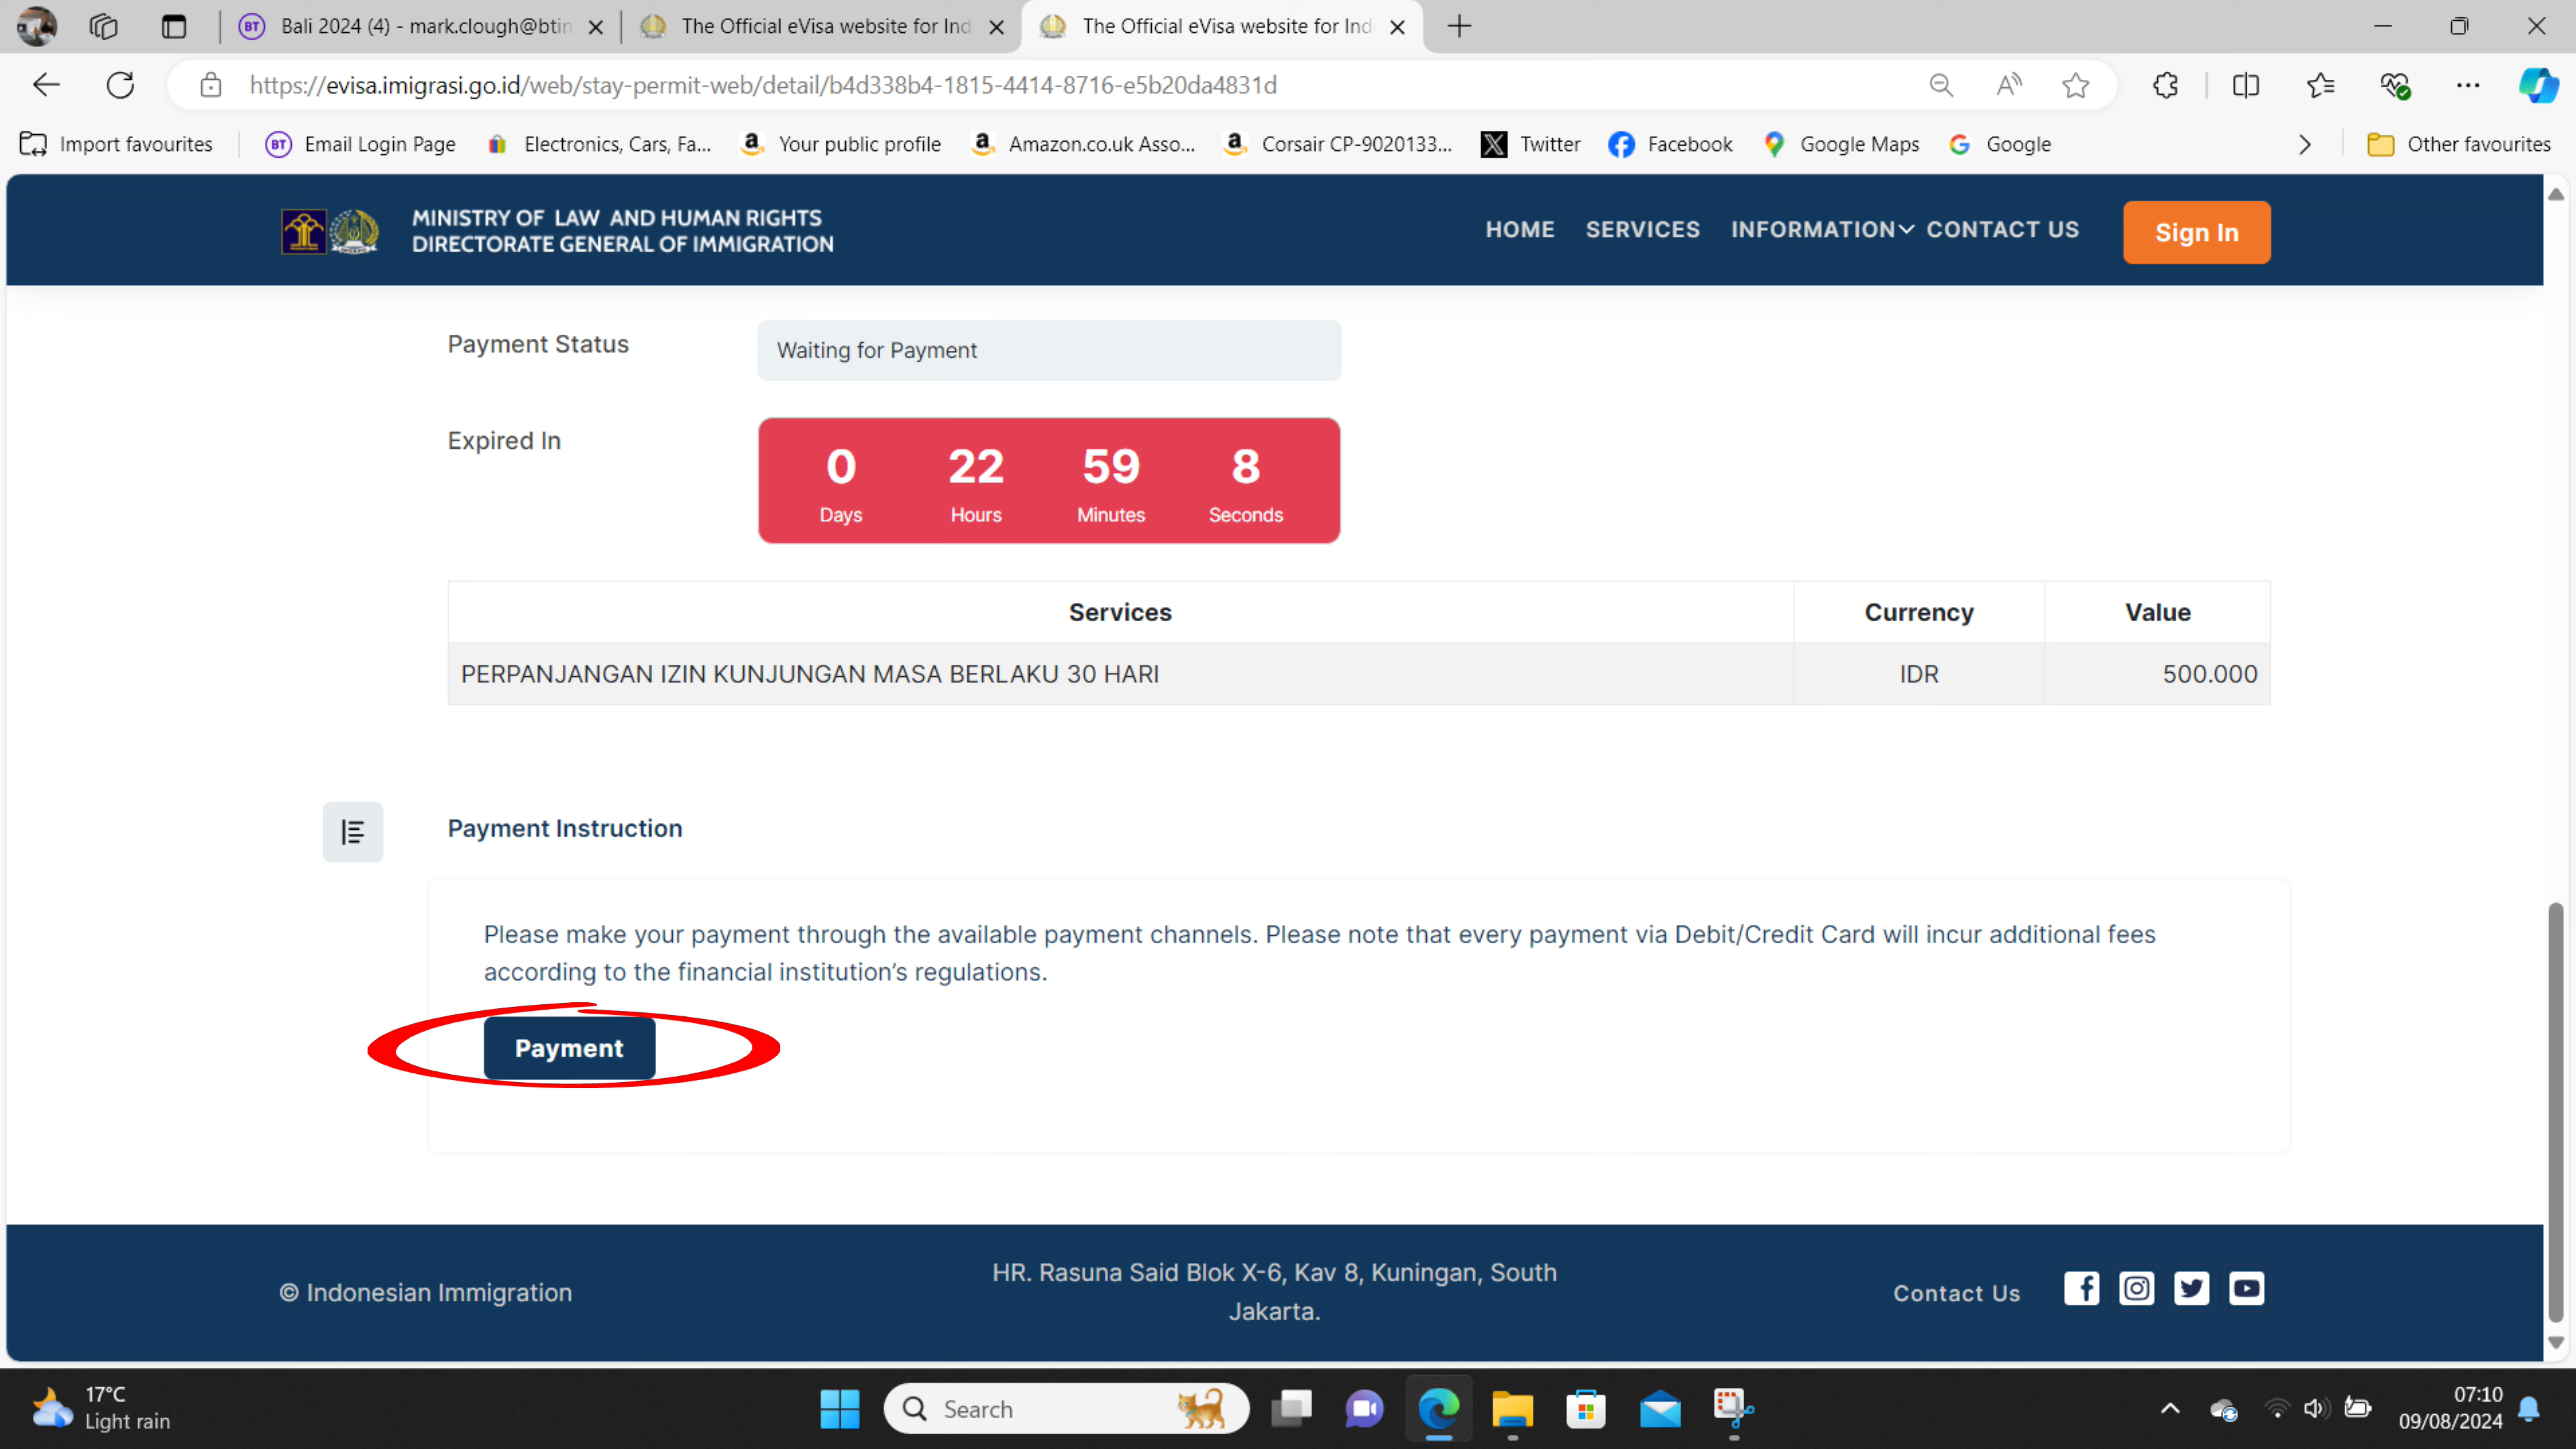 Bali 2024 (4) - mark.clough@btin
The Official eVisa website for Ind
The Official eVisa website for Ind
https://evisa.imigrasi.go.id/web/stay-permit-web/detail/b4d338b4-1815-4414-8716-e5b20da4831d
Import favourites
BT Email Login Page
Electronics, Cars, Fa...
Your public profile
Amazon.co.uk Asso...
Corsair CP-9020133...
Twitter
Facebook
Google Maps
Google
Other favourites
MINISTRY OF LAW AND HUMAN RIGHTS
DIRECTORATE GENERAL OF IMMIGRATION
HOME SERVICES INFORMATION CONTACT US
Sign In
Payment Status
Waiting for Payment
Expired In
0 22 59 8
Days Hours Minutes Seconds
Services Currency Value
PERPANJANGAN IZIN KUNJUNGAN MASA BERLAKU 30 HARI IDR 500.000
Payment Instruction
Please make your payment through the available payment channels. Please note that every payment via Debit/Credit Card will incur additional fees
according to the financial institution's regulations.
Payment
© Indonesian Immigration
HR. Rasuna Said Blok X-6, Kav 8, Kuningan, South
Jakarta.
Contact Us
17°C
Light rain
Search
07:10
09/08/2024